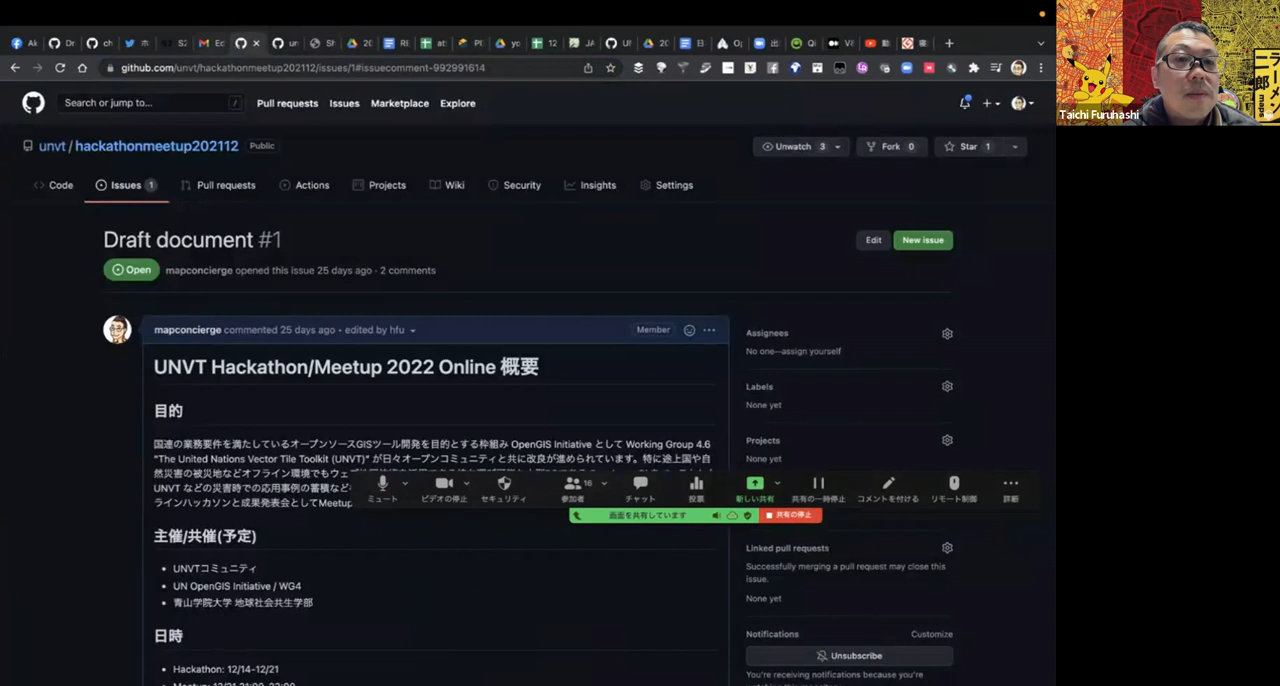 github.com/unvt/hackathonmeetup202112/issues/1#issuecomment-992991614
Search or jump to... /
Pull requests Issues Marketplace Explore
Taichi Furuhashi
unvt / hackathonmeetup202112 Public
Unwatch 3 Fork 0 Star 1
Code Issues 1 Pull requests Actions Projects Wiki Security Insights Settings
Draft document #1
Edit New issue
Open mapconcierge opened this issue 25 days ago · 2 comments
mapconcierge commented 25 days ago • edited by hfu Member
UNVT Hackathon/Meetup 2022 Online 概要
目的
国連の業務要件を満たしているオープンソースGISツール開発を目的とする枠組み OpenGIS Initiative として Working Group 4.6
"The United Nations Vector Tile Toolkit (UNVT)" が日々オープンコミュニティと共に改良が進められています。特に途上国や自
然災害の被災地などオフライン環境でもウェブ
UNVT などの災害時での応用事例の蓄積など
ラインハッカソンと成果発表会としてMeetup
主催/共催(予定)
UNVTコミュニティ
UN OpenGIS Initiative / WG4
青山学院大学 地球社会共生学部
日時
Hackathon: 12/14-12/21
Assignees
No one—assign yourself
Labels
None yet
Projects
None yet
ミュート ビデオの停止 セキュリティ 16 参加者 チャット 投票 新しい共有 共有の一時停止 コメントを付ける リモート制御 詳細
画面を共有しています 共有の停止
Linked pull requests
Successfully merging a pull request may close this
issue.
None yet
Notifications Customize
Unsubscribe
You're receiving notifications because you're